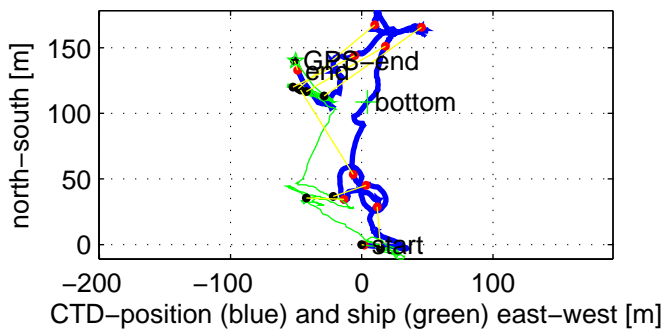 150
100
50
0
north−south [m]
GPS−end
end
bottom
start
−200
−100
0
100
CTD−position (blue) and ship (green) east−west [m]